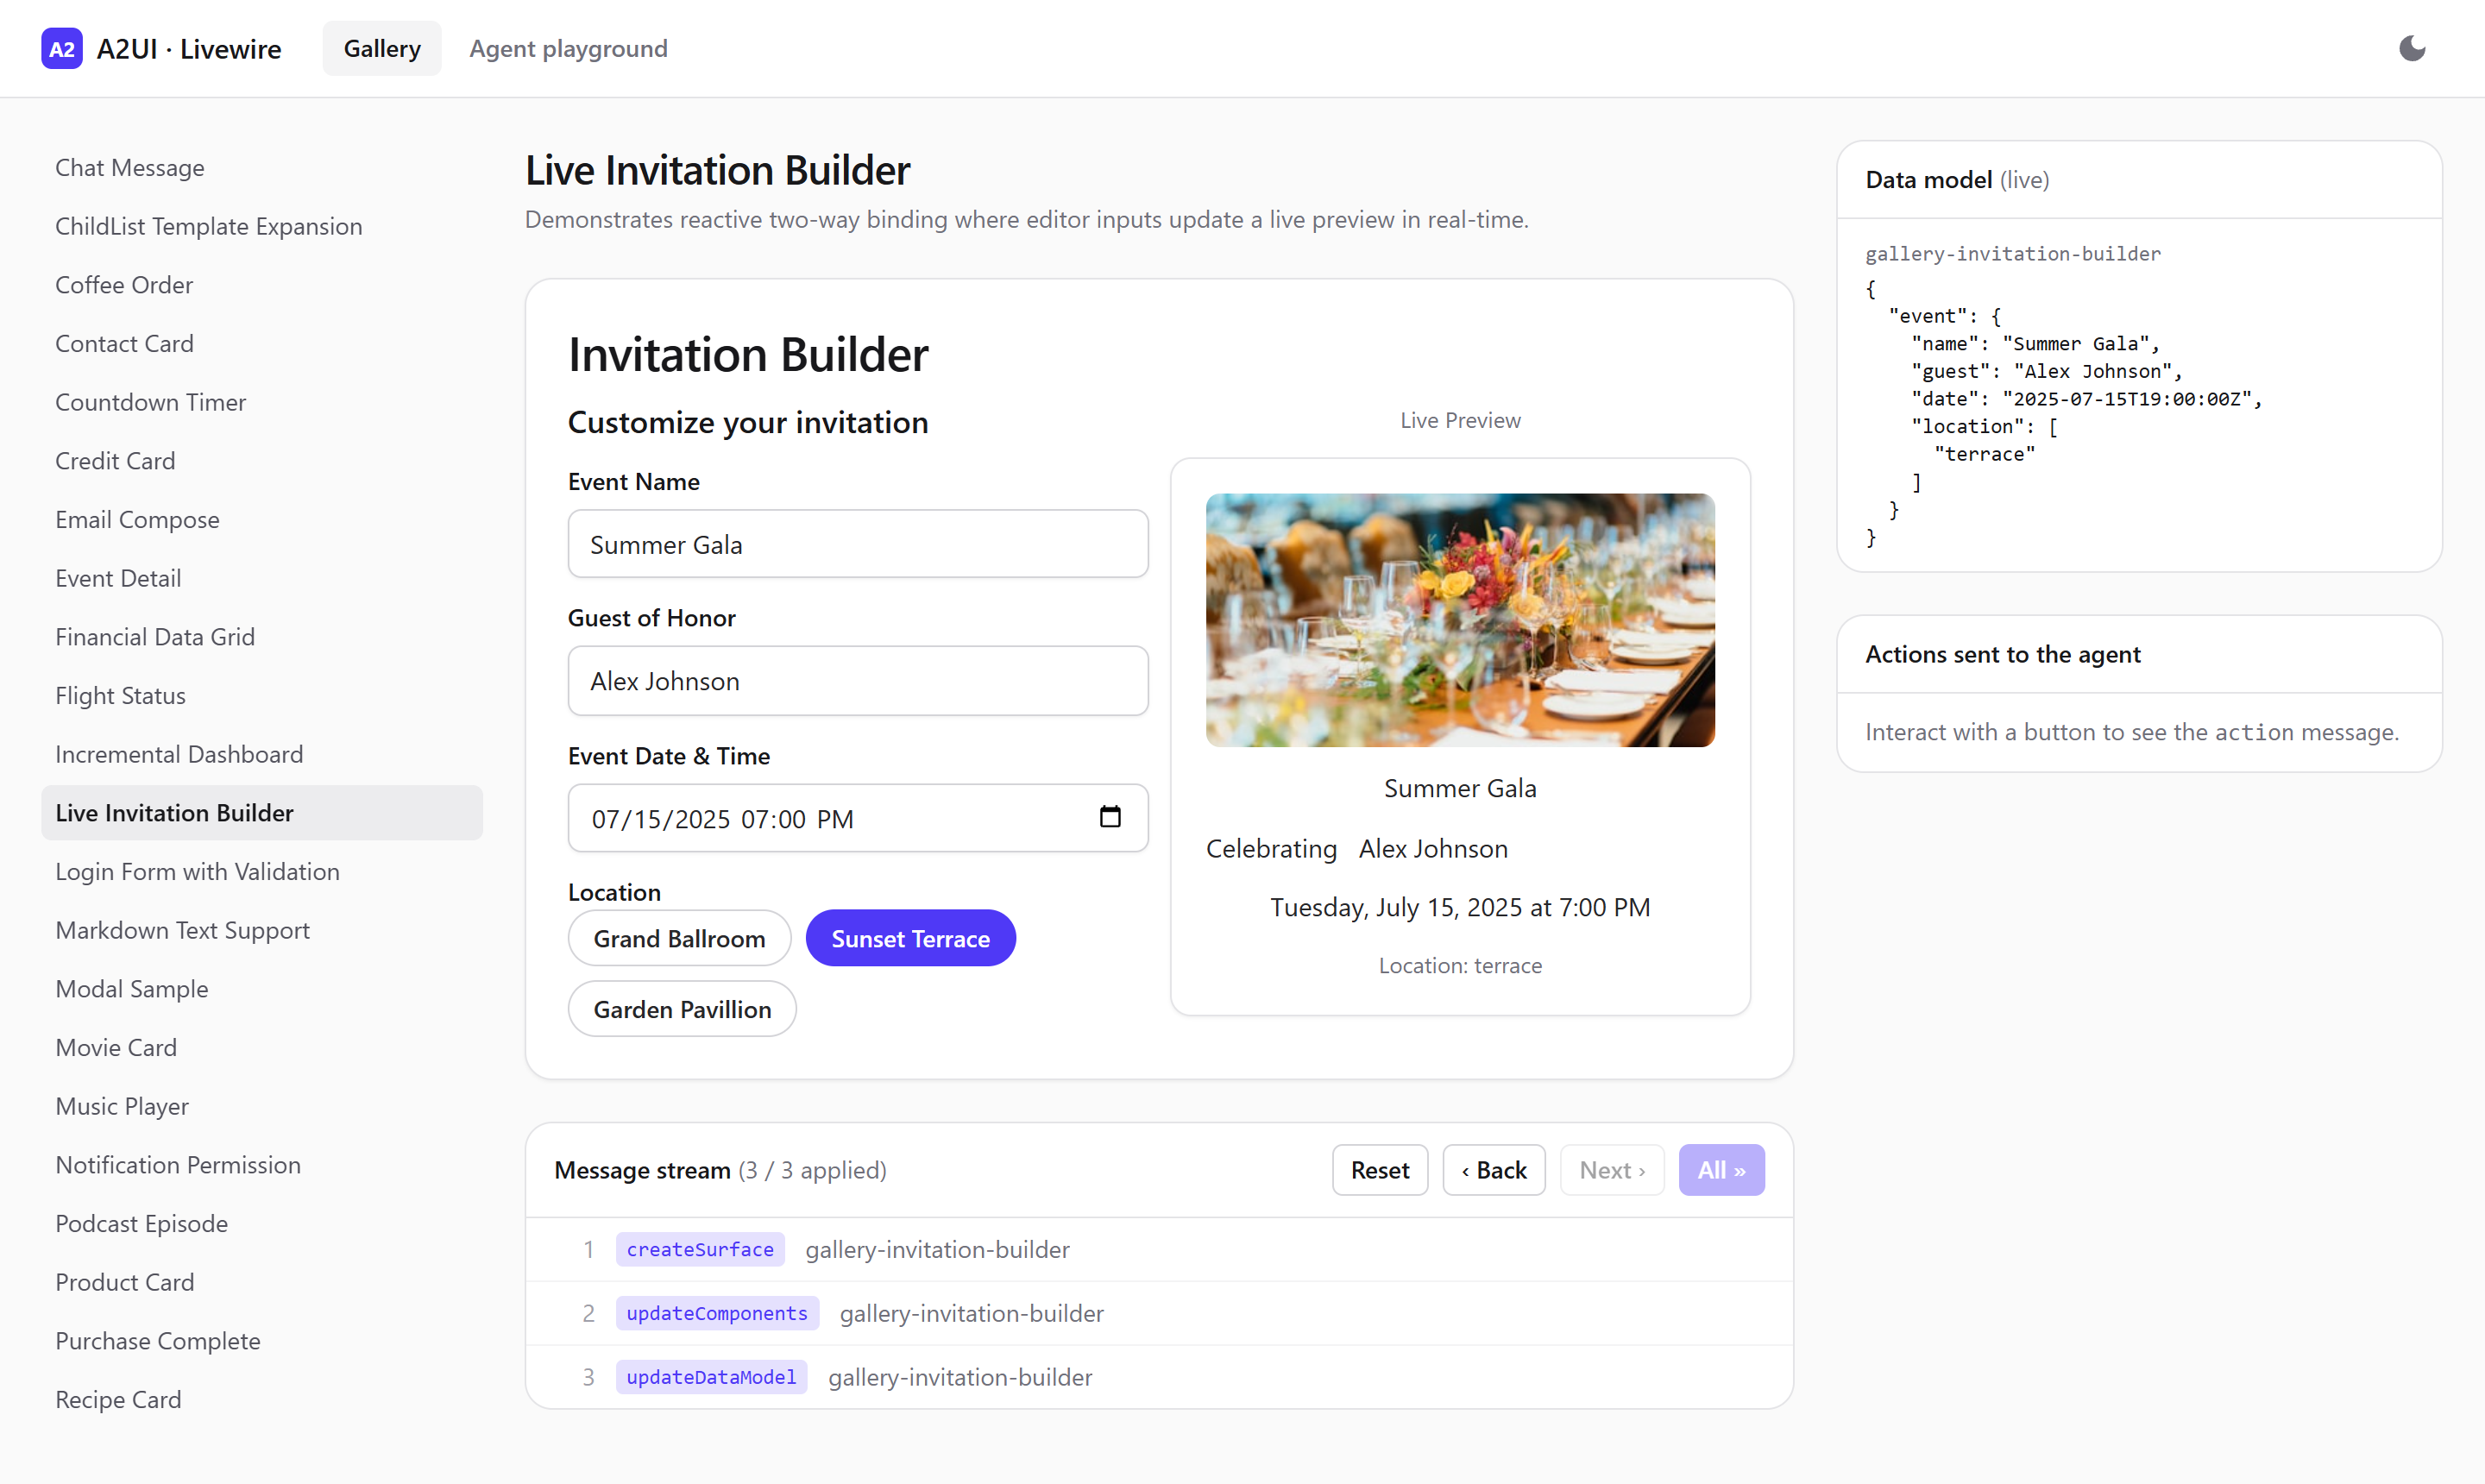 A2 A2UI · Livewire Gallery Agent playground
Chat Message
ChildList Template Expansion
Coffee Order
Contact Card
Countdown Timer
Credit Card
Email Compose
Event Detail
Financial Data Grid
Flight Status
Incremental Dashboard
Live Invitation Builder
Login Form with Validation
Markdown Text Support
Modal Sample
Movie Card
Music Player
Notification Permission
Podcast Episode
Product Card
Purchase Complete
Recipe Card
Live Invitation Builder
Demonstrates reactive two-way binding where editor inputs update a live preview in real-time.
Invitation Builder
Customize your invitation
Event Name
Summer Gala
Guest of Honor
Alex Johnson
Event Date & Time
07/15/2025 07:00 PM
Location
Grand Ballroom Sunset Terrace
Garden Pavillion
Live Preview
Summer Gala
Celebrating Alex Johnson
Tuesday, July 15, 2025 at 7:00 PM
Location: terrace
Message stream (3 / 3 applied) Reset ‹ Back Next › All »
1 createSurface gallery-invitation-builder
2 updateComponents gallery-invitation-builder
3 updateDataModel gallery-invitation-builder
Data model (live)
gallery-invitation-builder
{
  "event": {
    "name": "Summer Gala",
    "guest": "Alex Johnson",
    "date": "2025-07-15T19:00:00Z",
    "location": [
      "terrace"
    ]
  }
}
Actions sent to the agent
Interact with a button to see the action message.